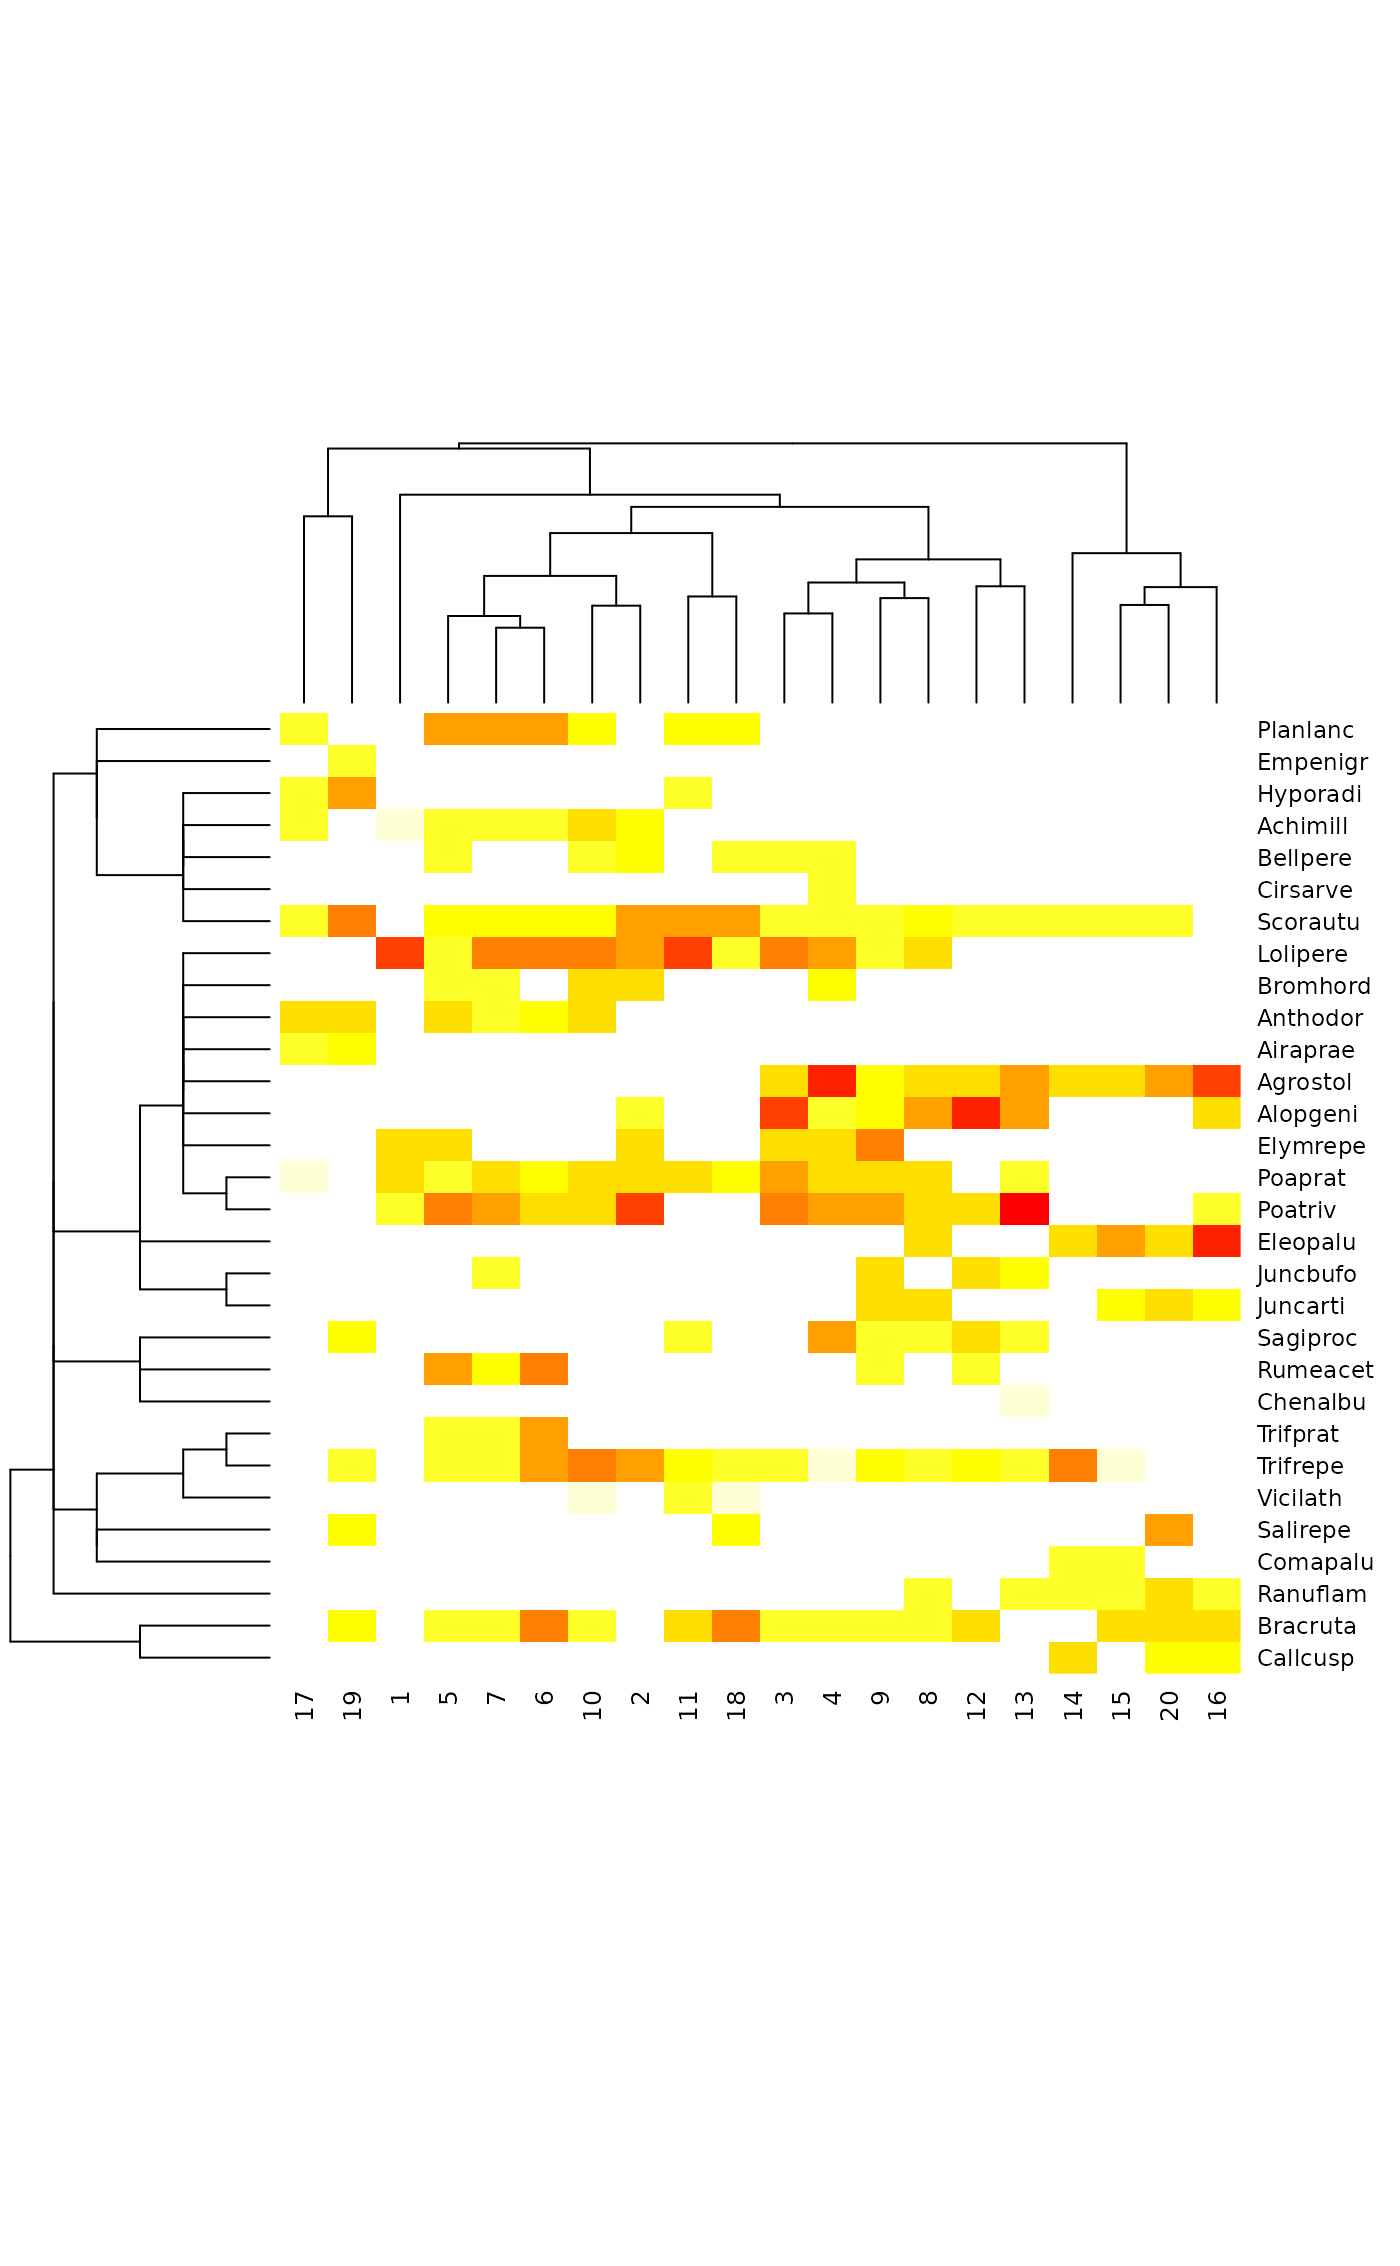 Planlanc
Empenigr
Hyporadi
Achimill
Bellpere
Cirsarve
Scorautu
Lolipere
Bromhord
Anthodor
Airaprae
Agrostol
Alopgeni
Elymrepe
Poaprat
Poatriv
Eleopalu
Juncbufo
Juncarti
Sagiproc
Rumeacet
Chenalbu
Trifprat
Trifrepe
Vicilath
Salirepe
Comapalu
Ranuflam
Bracruta
Callcusp
17 19 1 5 7 6 10 2 11 18 3 4 9 8 12 13 14 15 20 16